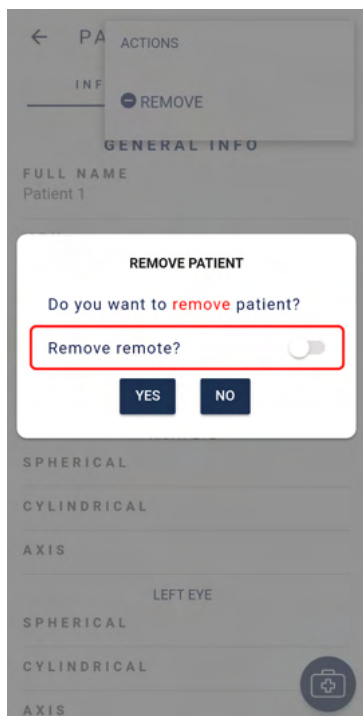 PA
ACTIONS
INF
REMOVE
GENERAL INFO
FULL NAME
Patient 1
REMOVE PATIENT
Do you want to remove patient?
Remove remote?
YES
NO
SPHERICAL
CYLINDRICAL
AXIS
LEFT EYE
SPHERICAL
CYLINDRICAL
AXIS